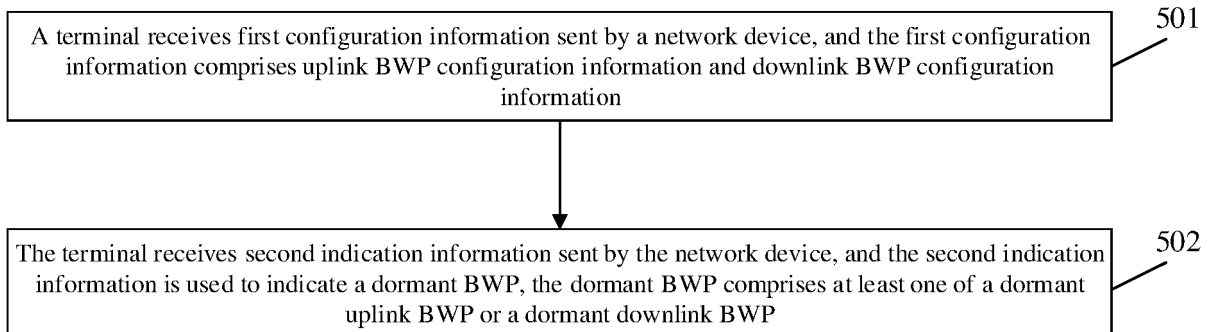 501
A terminal receives first configuration information sent by a network device, and the first configuration
information comprises uplink BWP configuration information and downlink BWP configuration
information
502
The terminal receives second indication information sent by the network device, and the second indication
information is used to indicate a dormant BWP, the dormant BWP comprises at least one of a dormant
uplink BWP or a dormant downlink BWP